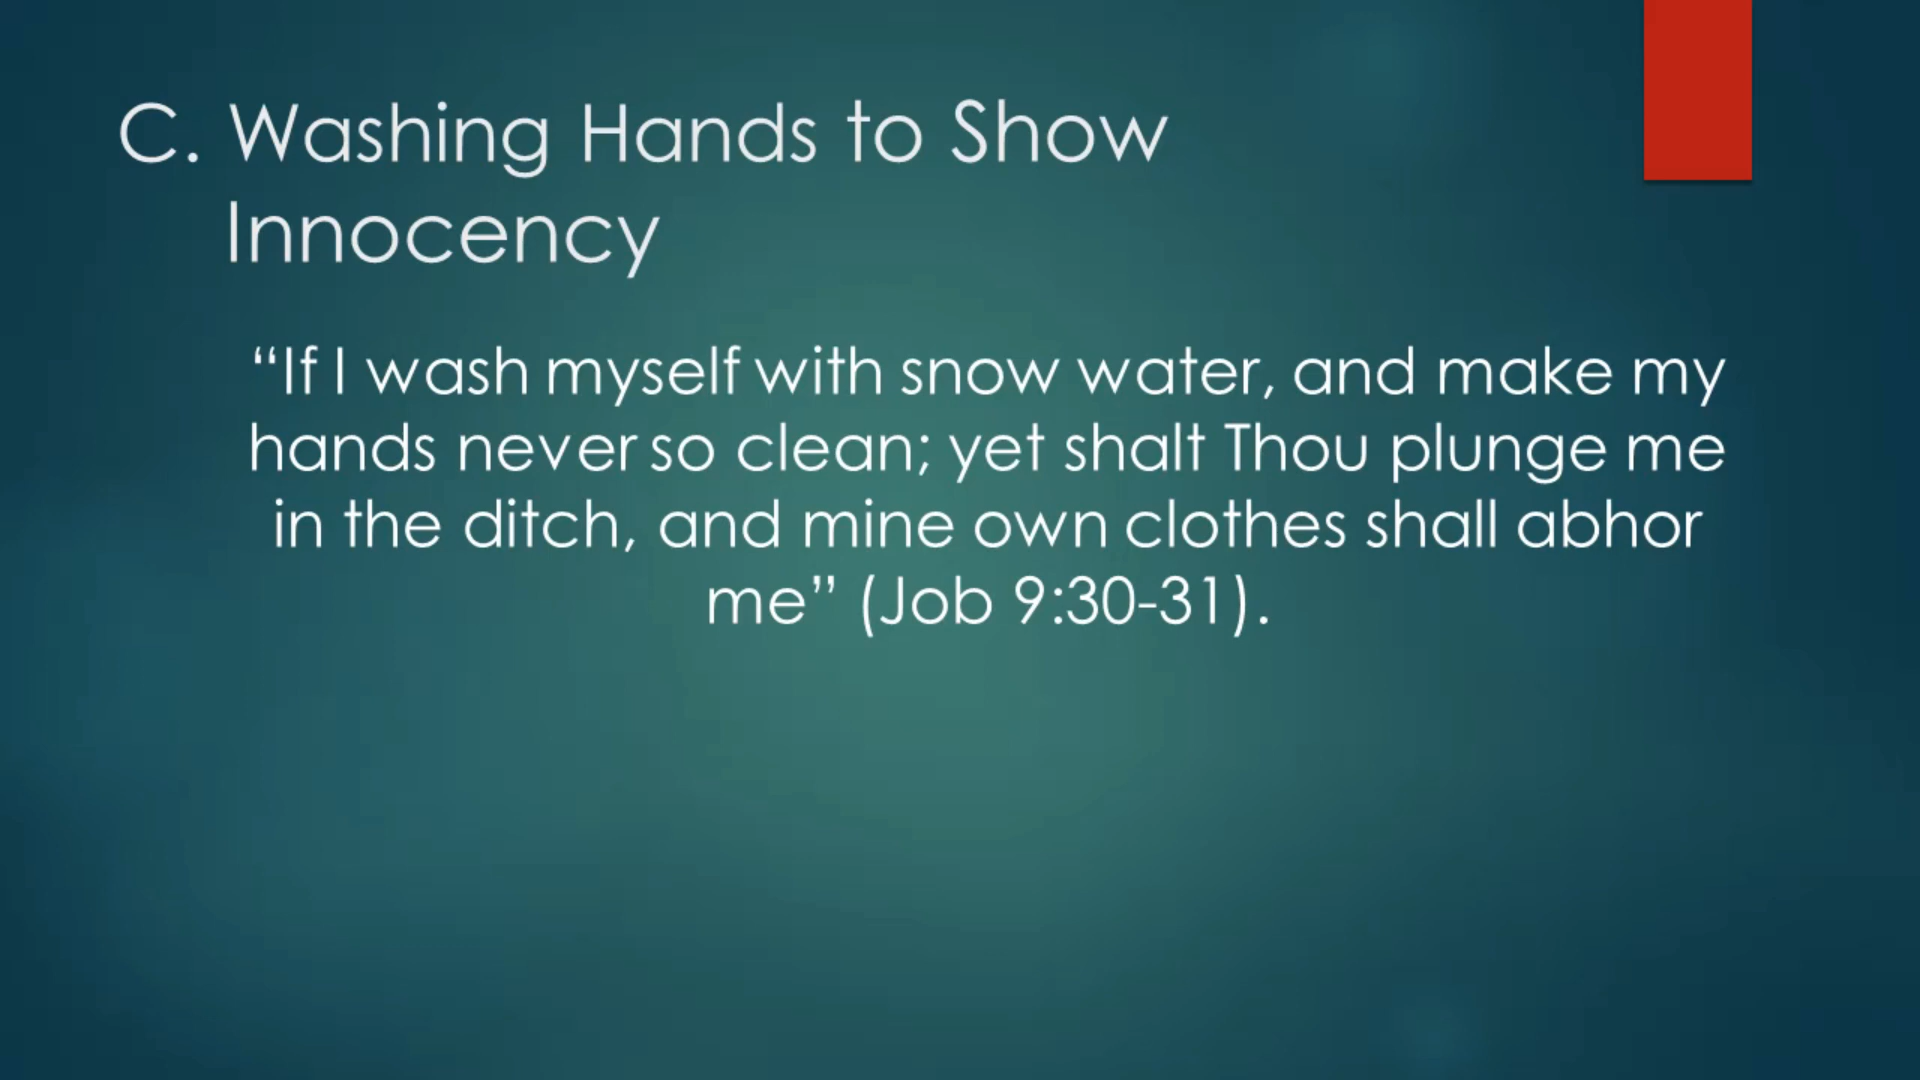 C. Washing Hands to Show
Innocency
“If I wash myself with snow water, and make my
hands never so clean; yet shalt Thou plunge me
in the ditch, and mine own clothes shall abhor
me” (Job 9:30-31).